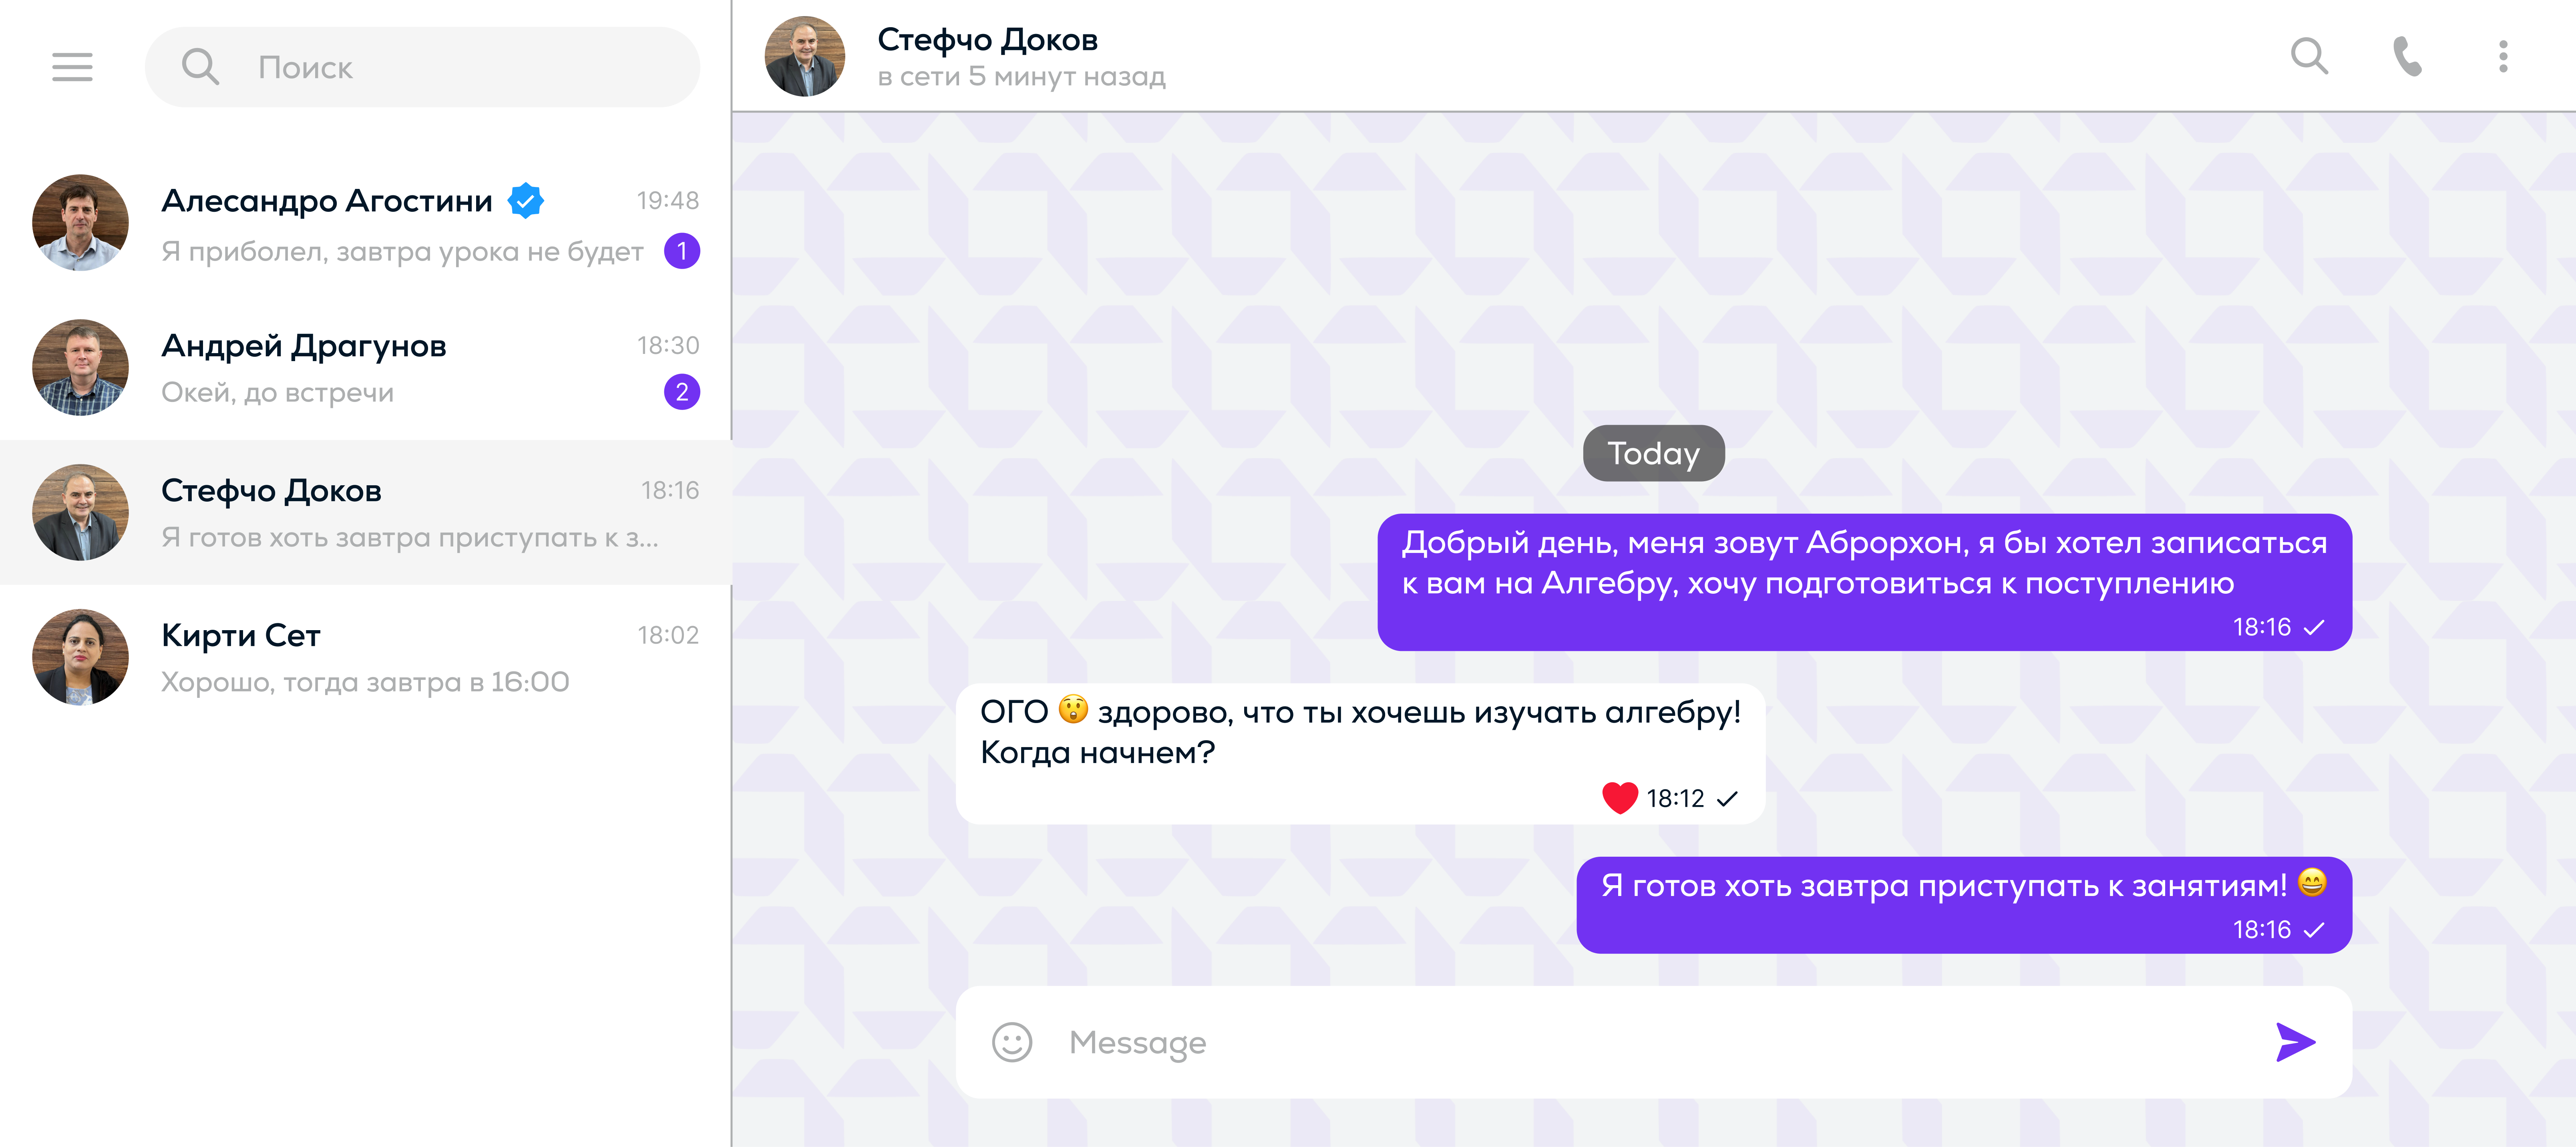 Поиск
Алесандро Агостини
19:48
Я приболел, завтра урока не будет
1
Андрей Драгунов
18:30
Окей, до встречи
2
Стефчо Доков
18:16
Я готов хоть завтра приступать к з...
Кирти Сет
18:02
Хорошо, тогда завтра в 16:00
Стефчо Доков
в сети 5 минут назад
Today
Добрый день, меня зовут Аброрхон, я бы хотел записаться
к вам на Алгебру, хочу подготовиться к поступлению
18:16
ОГО 😲 здорово, что ты хочешь изучать алгебру!
Когда начнем?
❤️ 18:12
Я готов хоть завтра приступать к занятиям! 😄
18:16
Message